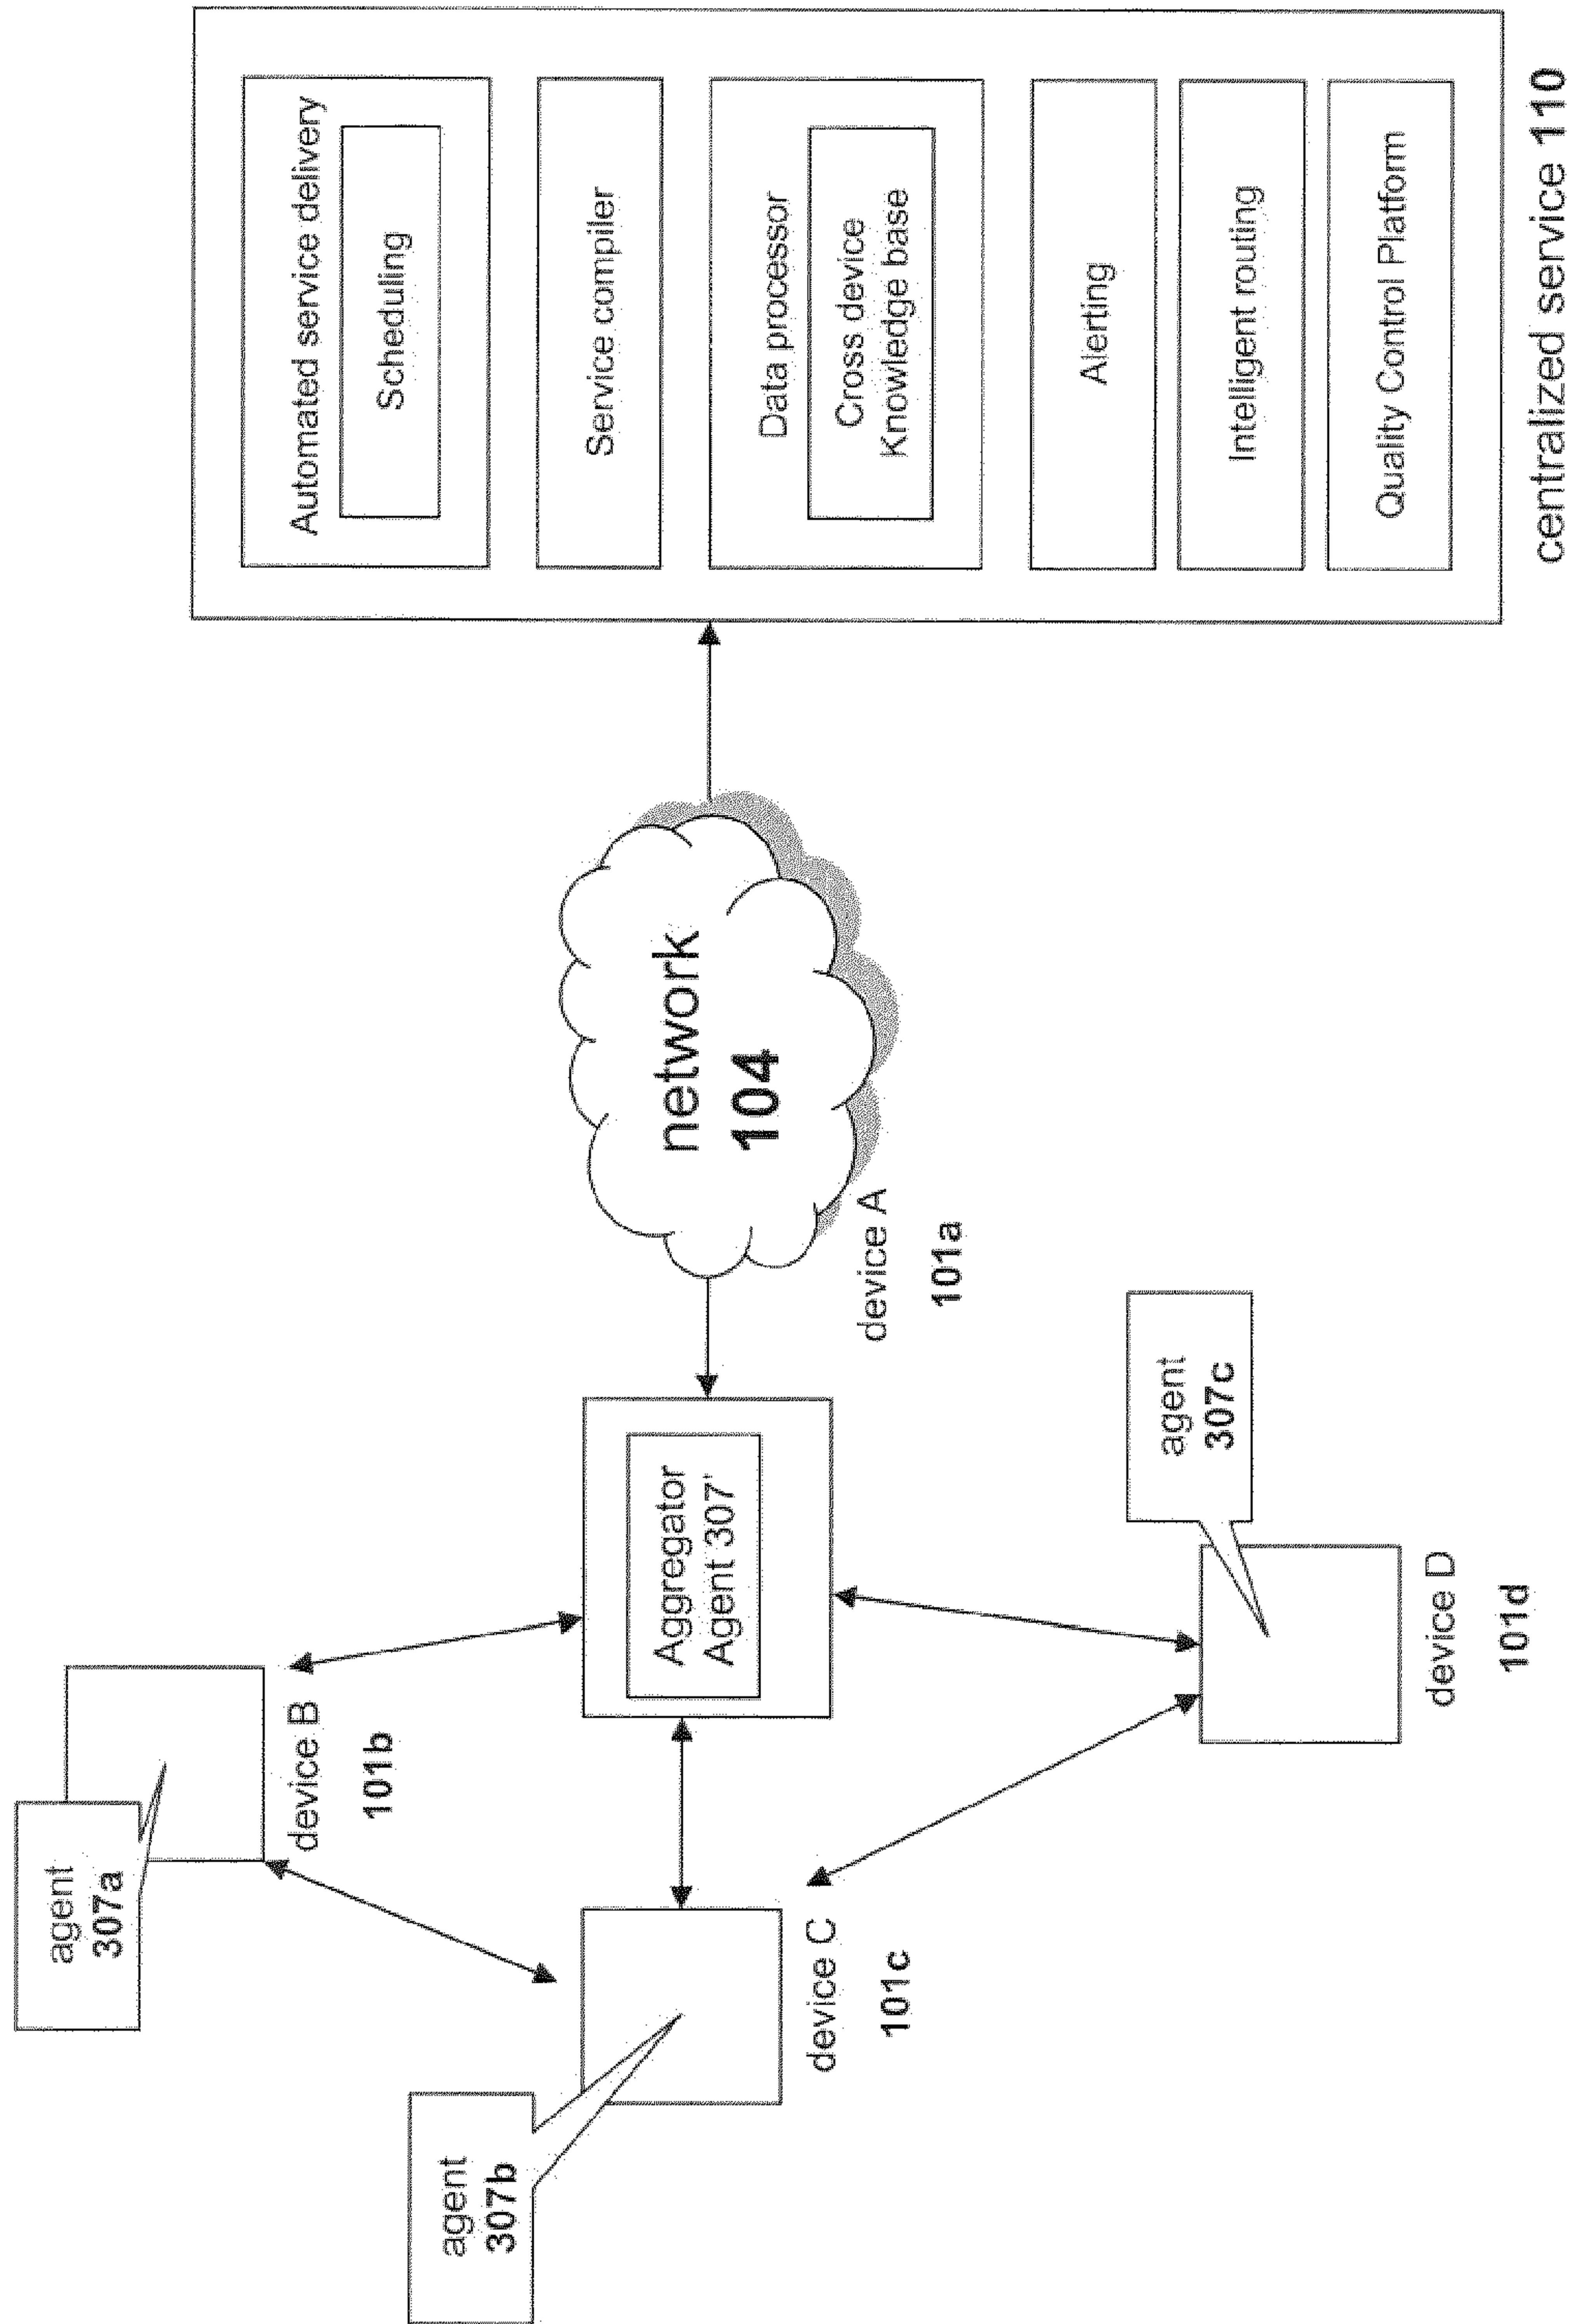 agent
307a
device B
101b
agent
307b
device C
101c
Aggregator
Agent 307'
device A
101a
agent
307c
device D
101d
network
104
Automated service delivery
Scheduling
Service compiler
Data processor
Cross device
Knowledge base
Alerting
Intelligent routing
Quality Control Platform
centralized service 110